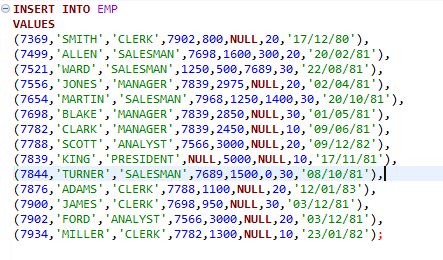 INSERT INTO EMP
VALUES
(7369,'SMITH','CLERK',7902,800,NULL,20,'17/12/80'),
(7499,'ALLEN','SALESMAN',7698,1600,300,20,'20/02/81'),
(7521,'WARD','SALESMAN',1250,500,7689,30,'22/08/81'),
(7556,'JONES','MANAGER',7839,2975,NULL,20,'02/04/81'),
(7654,'MARTIN','SALESMAN',7968,1250,1400,30,'20/10/81'),
(7698,'BLAKE','MANAGER',7839,2850,NULL,30,'01/05/81'),
(7782,'CLARK','MANAGER',7839,2450,NULL,10,'09/06/81'),
(7788,'SCOTT','ANALYST',7566,3000,NULL,20,'09/12/82'),
(7839,'KING','PRESIDENT',NULL,5000,NULL,10,'17/11/81'),
(7844,'TURNER','SALESMAN',7689,1500,0,30,'08/10/81'),
(7876,'ADAMS','CLERK',7788,1100,NULL,20,'12/01/83'),
(7900,'JAMES','CLERK',7698,950,NULL,30,'03/12/81'),
(7902,'FORD','ANALYST',7566,3000,NULL,20,'03/12/81'),
(7934,'MILLER','CLERK',7782,1300,NULL,10,'23/01/82');